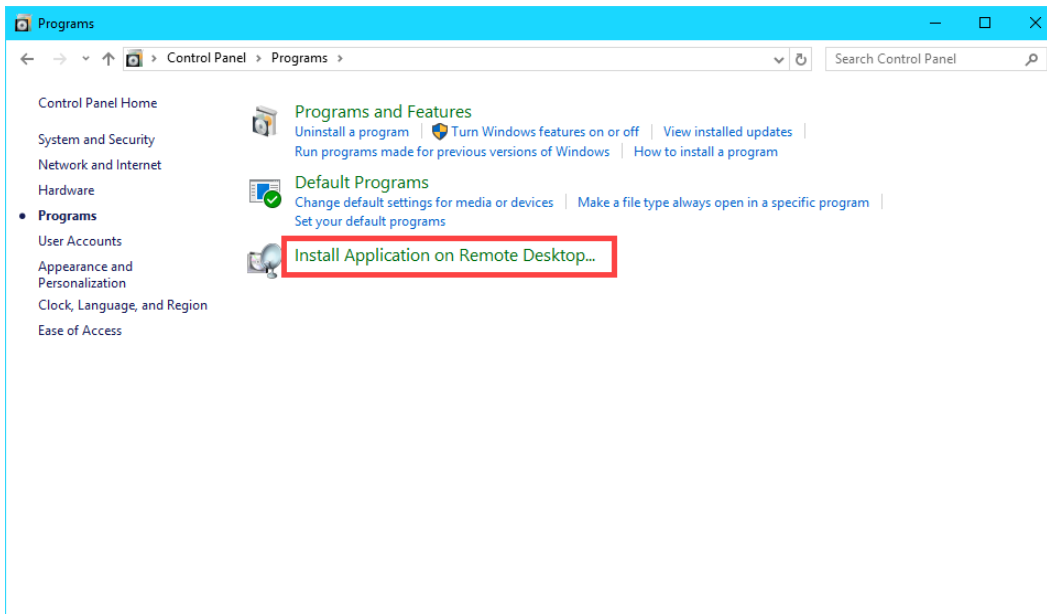 Programs
Control Panel > Programs >
Search Control Panel
Control Panel Home
System and Security
Network and Internet
Hardware
Programs
User Accounts
Appearance and
Personalization
Clock, Language, and Region
Ease of Access
Programs and Features
Uninstall a program | Turn Windows features on or off | View installed updates |
Run programs made for previous versions of Windows | How to install a program
Default Programs
Change default settings for media or devices | Make a file type always open in a specific program |
Set your default programs
Install Application on Remote Desktop...